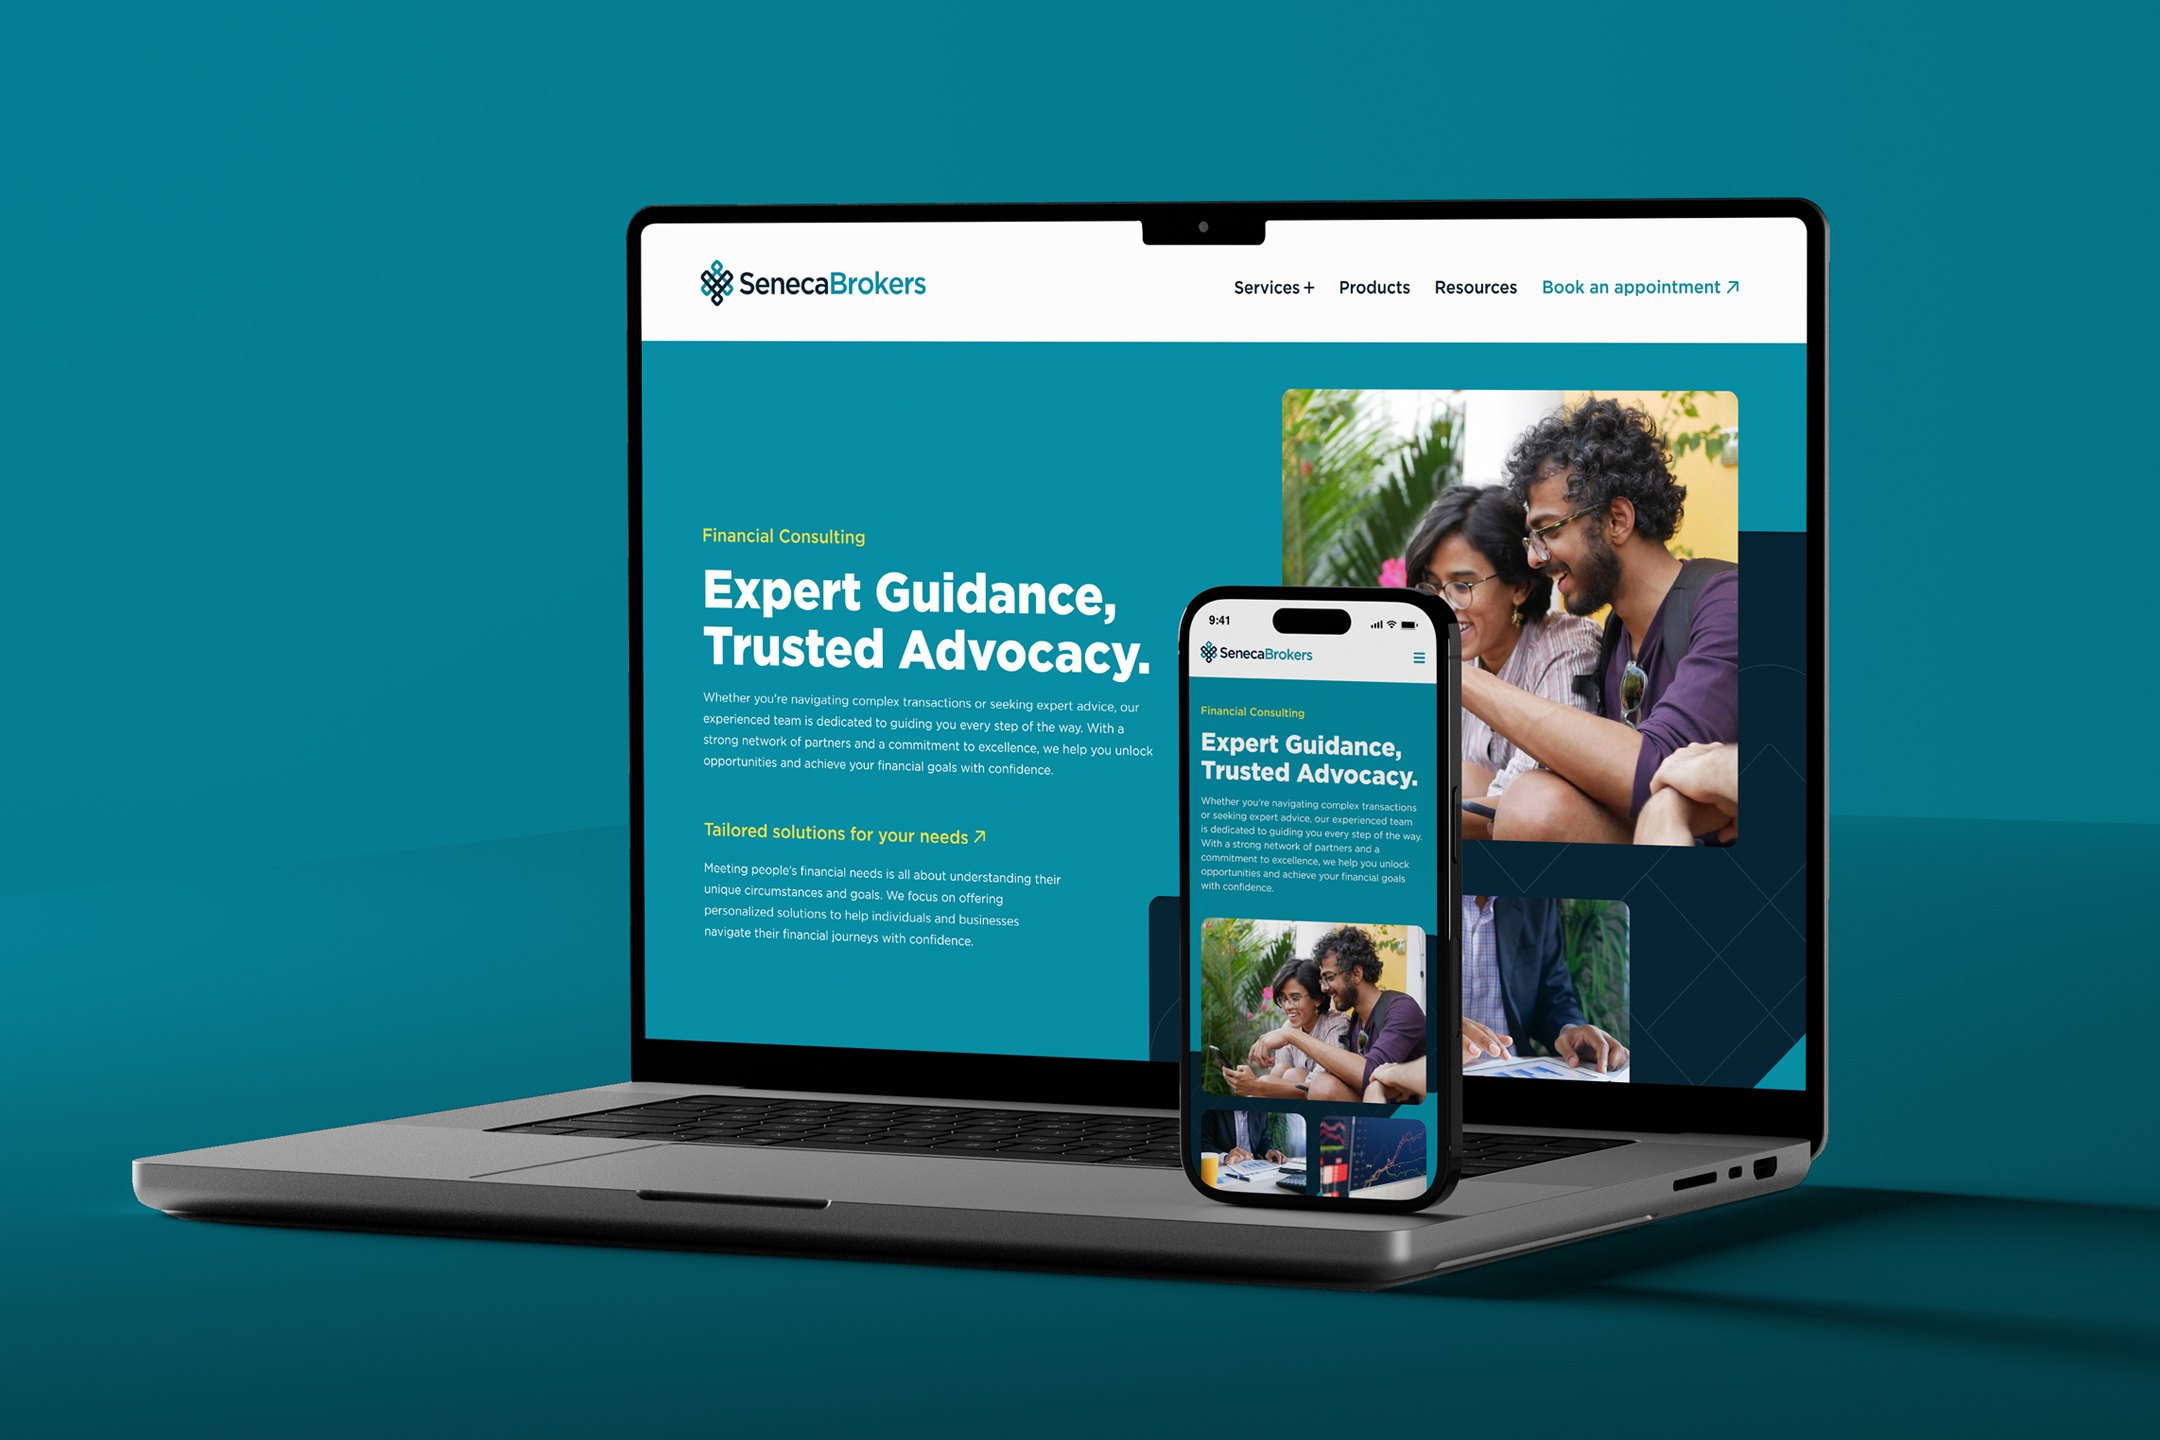 SenecaBrokers
Services +
Products
Resources
Book an appointment ↗
Financial Consulting
Expert Guidance,
Trusted Advocacy.
Whether you're navigating complex transactions or seeking expert advice, our
experienced team is dedicated to guiding you every step of the way. With a
strong network of partners and a commitment to excellence, we help you unlock
opportunities and achieve your financial goals with confidence.
Tailored solutions for your needs ↗
Meeting people's financial needs is all about understanding their
unique circumstances and goals. We focus on offering
personalized solutions to help individuals and businesses
navigate their financial journeys with confidence.
9:41
SenecaBrokers
Financial Consulting
Expert Guidance,
Trusted Advocacy.
Whether you're navigating complex transactions
or seeking expert advice, our experienced team
is dedicated to guiding you every step of the way.
With a strong network of partners and a
commitment to excellence, we help you unlock
opportunities and achieve your financial goals
with confidence.